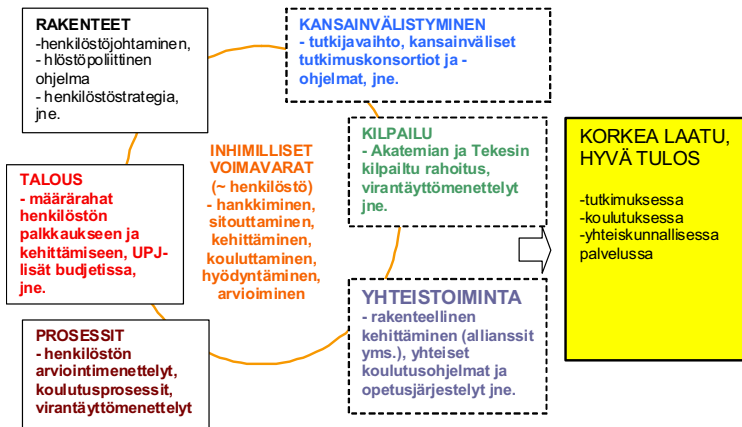 RAKENTEET
-henkilöstöjohtaminen,
- hlöstöpoliittinen
ohjelma
- henkilöstöstrategia,
jne.
KANSAINVÄLISTYMINEN
- tutkijavaihto, kansainväliset
tutkimuskonsortiot ja -
ohjelmat, jne.
TALOUS
- määrärahat
henkilöstön
palkkaukseen ja
kehittämiseen, UPJ-
lisät budjetissa,
jne.
INHIMILLISET
VOIMAVARAT
(~ henkilöstö)
- hankkiminen,
sitouttaminen,
kehittäminen,
kouluttaminen,
hyödyntäminen,
arvioiminen
KILPAILU
- Akatemian ja Tekesin
kilpailtu rahoitus,
virantäyttömenettelyt
jne.
PROSESSIT
- henkilöstön
arviointimenettelyt,
koulutusprosessit,
virantäyttömenettelyt
YHTEISTOIMINTA
- rakenteellinen
kehittäminen (allianssit
yms.), yhteiset
koulutusohjelmat ja
opetusjärjestelyt jne.
KORKEA LAATU,
HYVÄ TULOS
-tutkimuksessa
-koulutuksessa
-yhteiskunnallisessa
palvelussa